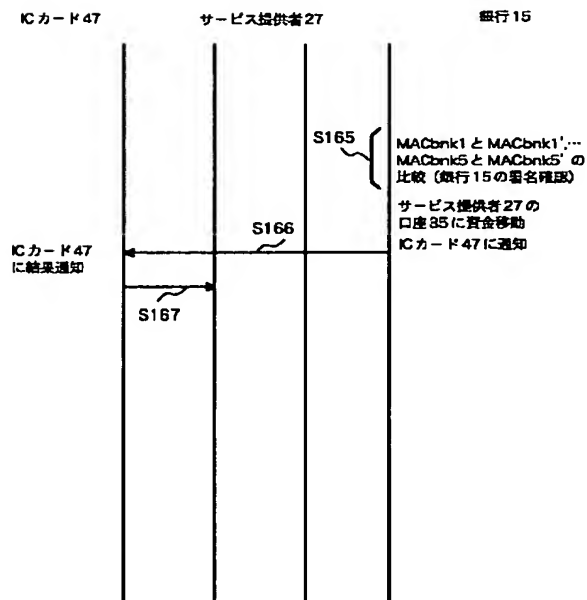 ICカード47
サービス提供者27
銀行15
S165
MACbnk1とMACbnk1',…
MACbnk5とMACbnk5'の
比較（銀行15の署名確認）
サービス提供者27の
口座85に資金移動
S166
ICカード47に通知
ICカード47
に結果通知
S167